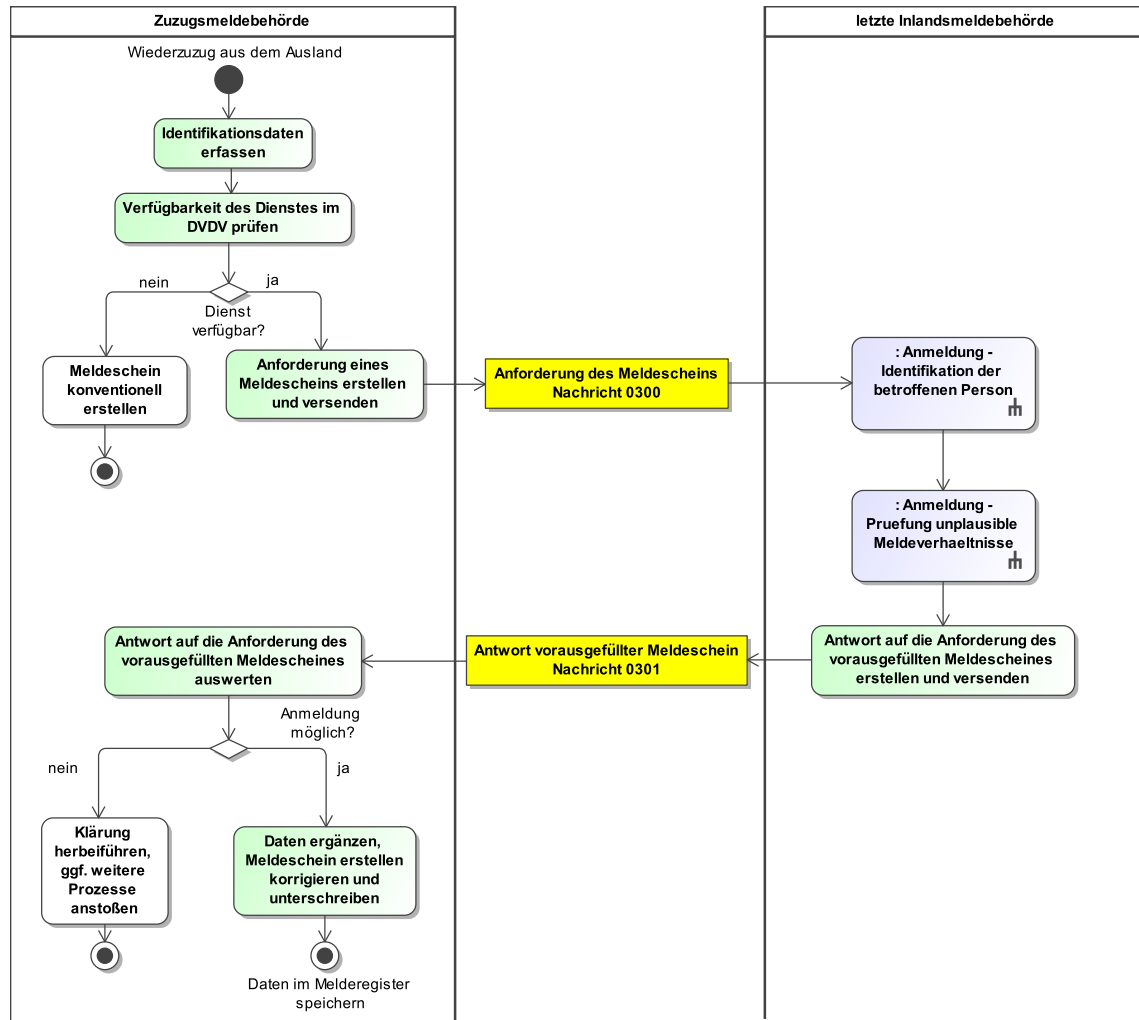 Zuzugsmeldebehörde
letzte Inlandsmeldebehörde
Wiederzuzug aus dem Ausland
Identifikationsdaten
erfassen
Verfügbarkeit des Dienstes im
DVDV prüfen
nein
ja
Dienst
verfügbar?
Meldeschein
konventionell
erstellen
Anforderung eines
Meldescheins erstellen
und versenden
Anforderung des Meldescheins
Nachricht 0300
: Anmeldung -
Identifikation der
betroffenen Person
: Anmeldung -
Pruefung unplausible
Meldeverhaeltnisse
Antwort auf die Anforderung des
vorausgefüllten Meldescheines
erstellen und versenden
Antwort vorausgefüllter Meldeschein
Nachricht 0301
Antwort auf die Anforderung des
vorausgefüllten Meldescheines
auswerten
Anmeldung
möglich?
nein
ja
Klärung
herbeiführen,
ggf. weitere
Prozesse
anstoßen
Daten ergänzen,
Meldeschein erstellen
korrigieren und
unterschreiben
Daten im Melderegister
speichern